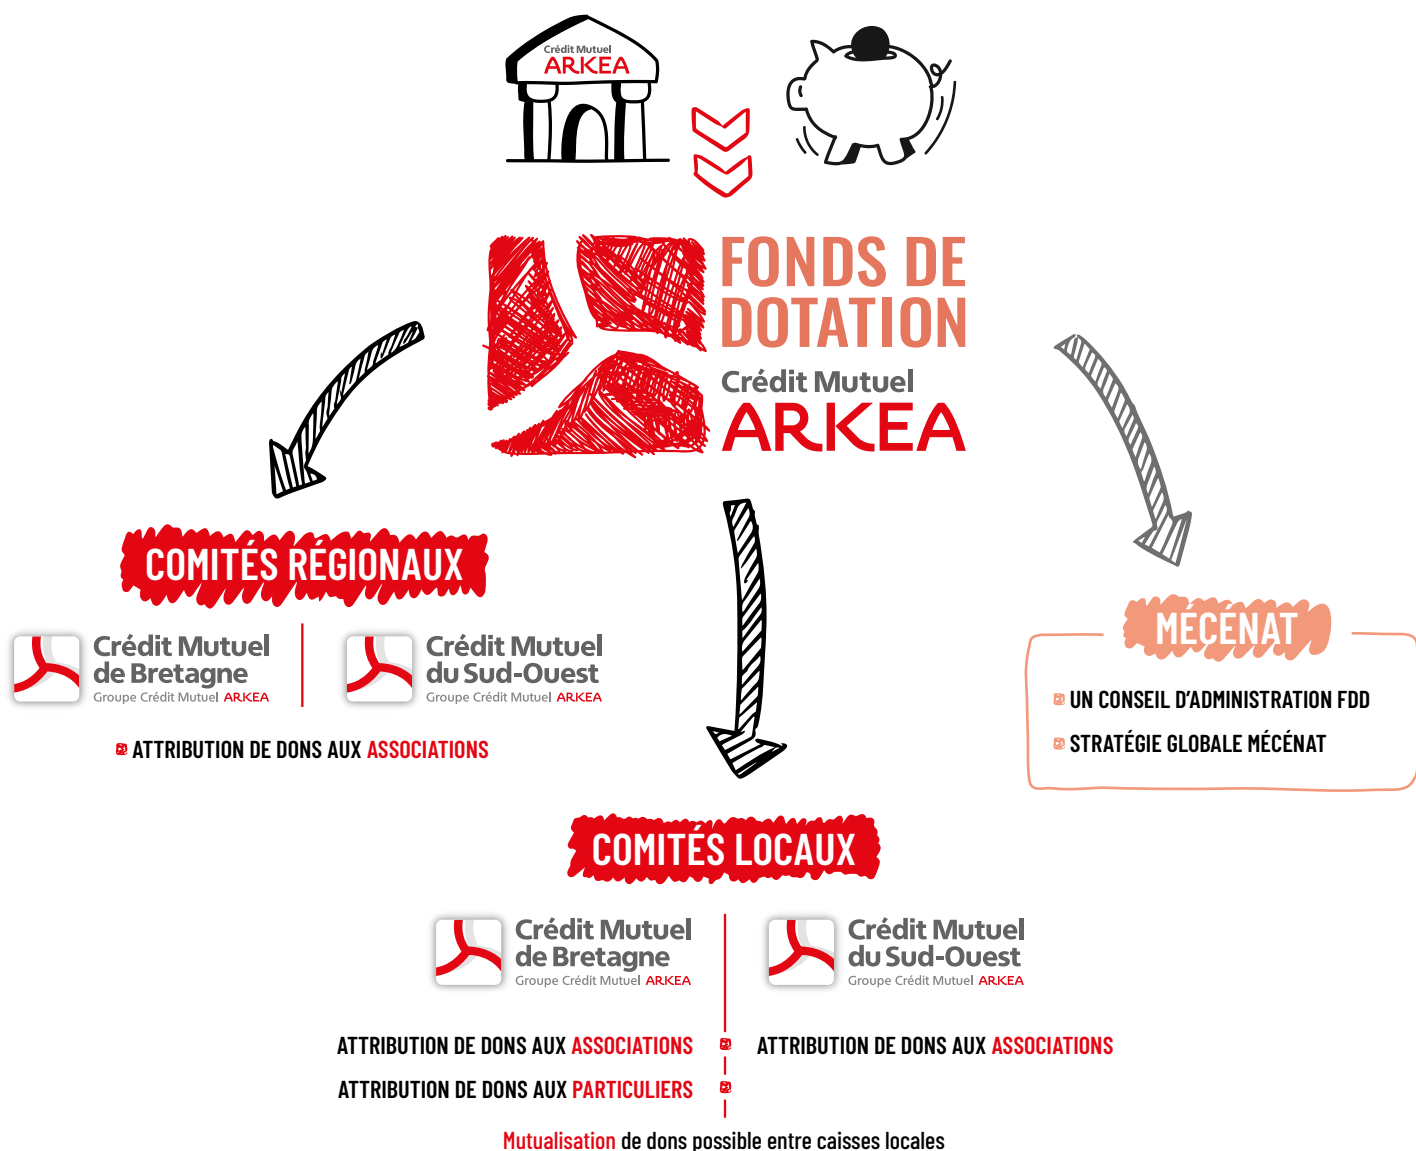 Crédit Mutuel
ARKEA
FONDS DE
DOTATION
Crédit Mutuel
ARKEA
COMITÉS RÉGIONAUX
Crédit Mutuel
de Bretagne
Groupe Crédit Mutuel ARKEA
Crédit Mutuel
du Sud-Ouest
Groupe Crédit Mutuel ARKEA
ATTRIBUTION DE DONS AUX ASSOCIATIONS
MÉCÉNAT
UN CONSEIL D'ADMINISTRATION FDD
STRATÉGIE GLOBALE MÉCÉNAT
COMITÉS LOCAUX
Crédit Mutuel
de Bretagne
Groupe Crédit Mutuel ARKEA
Crédit Mutuel
du Sud-Ouest
Groupe Crédit Mutuel ARKEA
ATTRIBUTION DE DONS AUX ASSOCIATIONS
ATTRIBUTION DE DONS AUX PARTICULIERS
ATTRIBUTION DE DONS AUX ASSOCIATIONS
Mutualisation de dons possible entre caisses locales